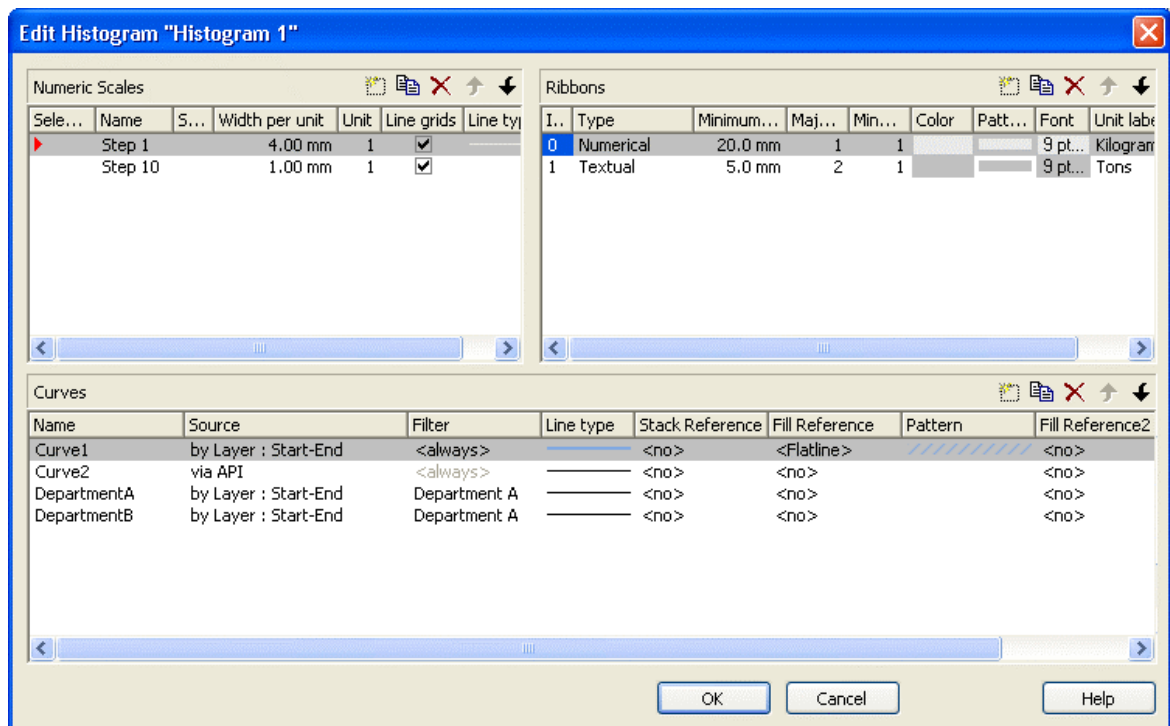 Edit Histogram "Histogram 1"
Numeric Scales
Sele... Name S... Width per unit Unit Line grids Line ty
Step 1 4.00 mm 1
Step 10 1.00 mm 1
Ribbons
I.. Type Minimum... Maj... Min... Color Patt... Font Unit labe
0 Numerical 20.0 mm 1 1 9 pt... Kilogram
1 Textual 5.0 mm 2 1 9 pt... Tons
Curves
Name Source Filter Line type Stack Reference Fill Reference Pattern Fill Reference2
Curve1 by Layer : Start-End <always> <no> <Flatline> <no>
Curve2 via API <always> <no> <no> <no>
DepartmentA by Layer : Start-End Department A <no> <no> <no>
DepartmentB by Layer : Start-End Department A <no> <no> <no>
OK Cancel Help